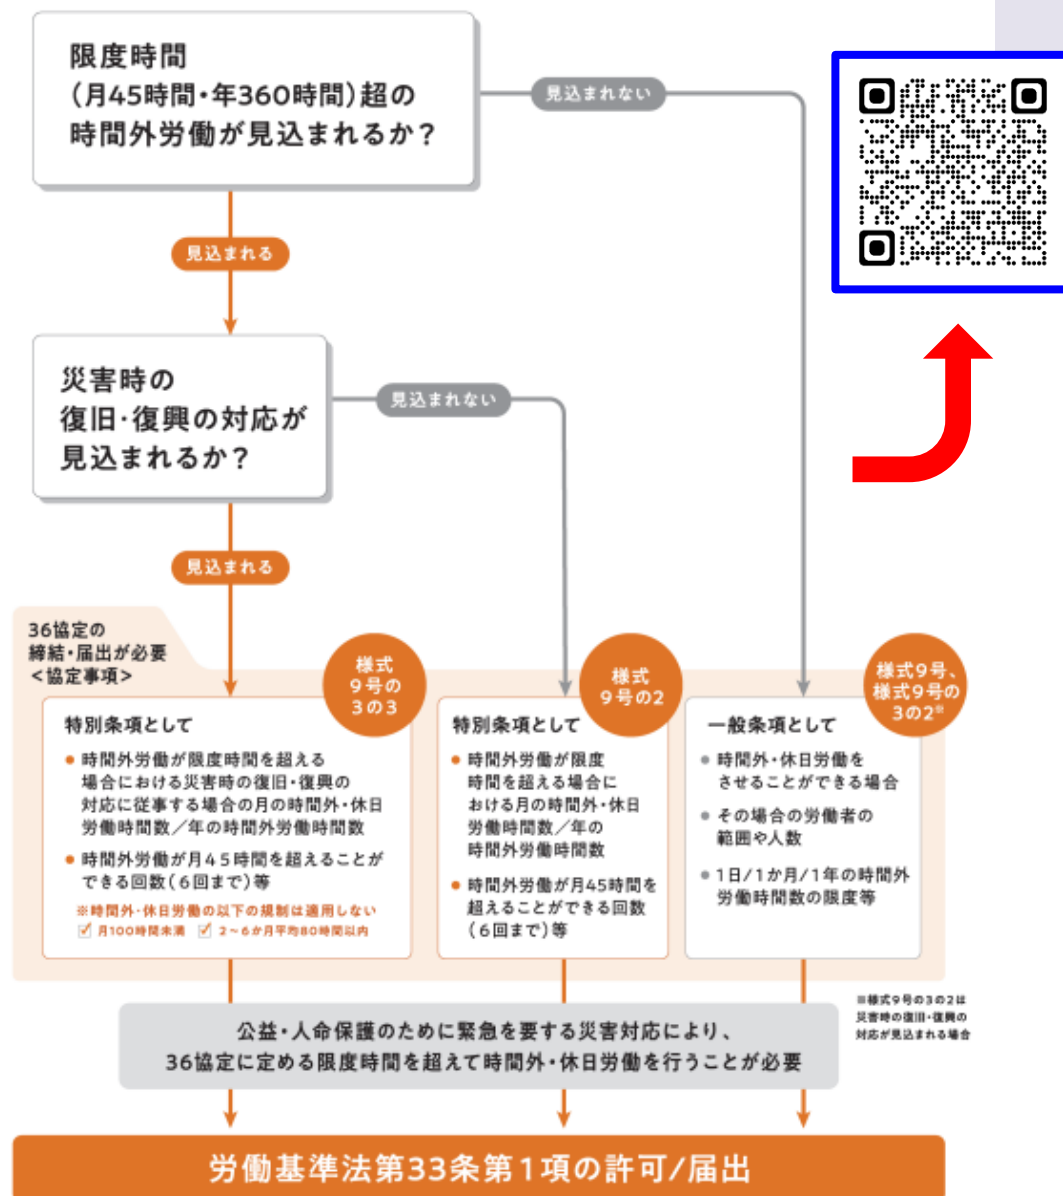 限度時間
（月45時間・年360時間）超の
時間外労働が見込まれるか？
見込まれない
見込まれる
災害時の
復旧・復興の対応が
見込まれるか？
見込まれない
見込まれる
36協定の
締結・届出が必要
＜協定事項＞
様式
9号の
3の3
特別条項として
● 時間外労働が限度時間を超える
場合における災害時の復旧・復興の
対応に従事する場合の月の時間外・休日
労働時間数／年の時間外労働時間数
● 時間外労働が月45時間を超えることが
できる回数（6回まで）等
※時間外・休日労働の以下の規制は適用しない
☑ 月100時間未満 ☑ 2〜6か月平均80時間以内
様式
9号の2
特別条項として
● 時間外労働が限度
時間を超える場合に
おける月の時間外・休日
労働時間数／年の
時間外労働時間数
● 時間外労働が月45時間を
超えることができる回数
（6回まで）等
様式9号、
様式9号の
3の2※
一般条項として
● 時間外・休日労働を
させることができる場合
● その場合の労働者の
範囲や人数
● 1日/1か月/1年の時間外
労働時間数の限度等
※様式9号の3の2は
災害時の復旧・復興の
対応が見込まれる場合
公益・人命保護のために緊急を要する災害対応により、
36協定に定める限度時間を超えて時間外・休日労働を行うことが必要
労働基準法第33条第1項の許可/届出